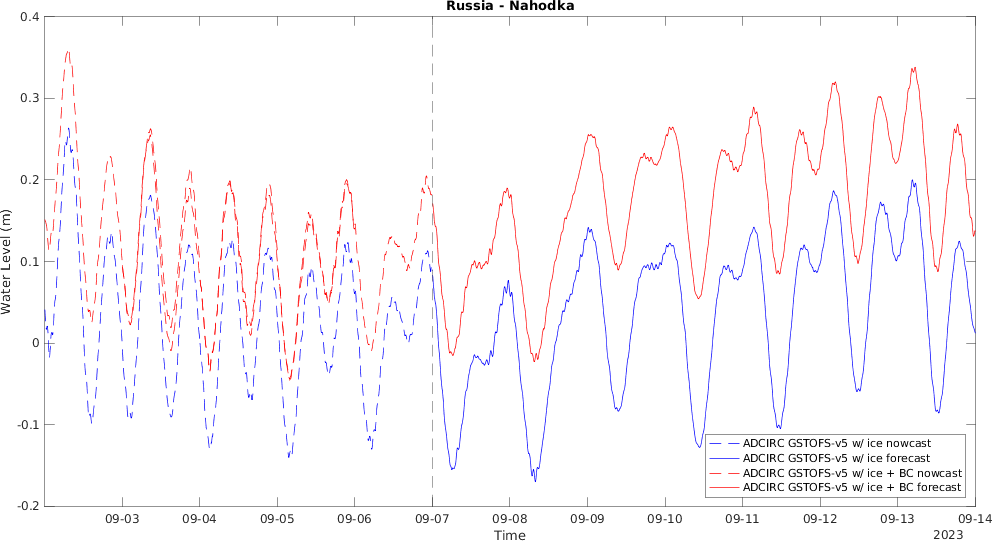 Russia - Nahodka
0.4
0.3
0.2
0.1
0
-0.1
-0.2
Water Level (m)
09-03 09-04 09-05 09-06 09-07 09-08 09-09 09-10 09-11 09-12 09-13 09-14
Time
2023
ADCIRC GSTOFS-v5 w/ ice nowcast
ADCIRC GSTOFS-v5 w/ ice forecast
ADCIRC GSTOFS-v5 w/ ice + BC nowcast
ADCIRC GSTOFS-v5 w/ ice + BC forecast